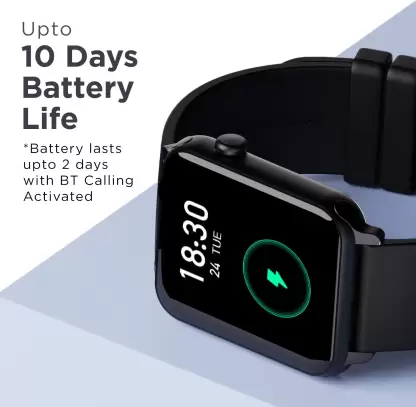 Upto
10 Days
Battery
Life
*Battery lasts
upto 2 days
with BT Calling
Activated
18:30
24 TUE